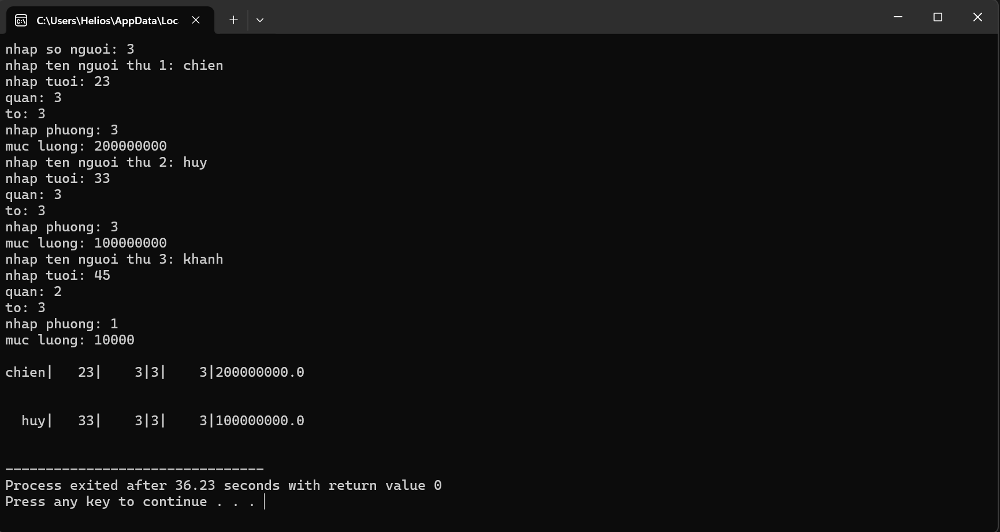 C:\Users\Helios\AppData\Loc
nhap so nguoi: 3
nhap ten nguoi thu 1: chien
nhap tuoi: 23
quan: 3
to: 3
nhap phuong: 3
muc luong: 200000000
nhap ten nguoi thu 2: huy
nhap tuoi: 33
quan: 3
to: 3
nhap phuong: 3
muc luong: 100000000
nhap ten nguoi thu 3: khanh
nhap tuoi: 45
quan: 2
to: 3
nhap phuong: 1
muc luong: 10000
chien|   23|    3|3|    3|200000000.0
  huy|   33|    3|3|    3|100000000.0
--------------------------------
Process exited after 36.23 seconds with return value 0
Press any key to continue . . .